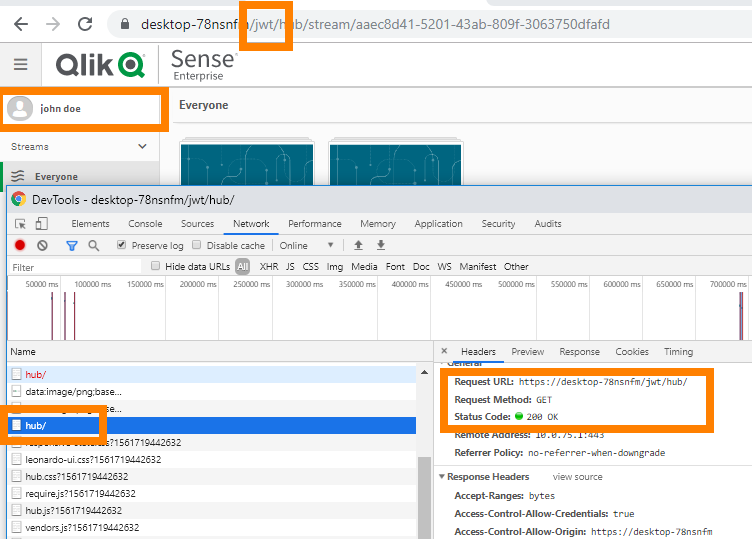 desktop-78nsnfm/jwt/hub/stream/aaec8d41-5201-43ab-809f-3063750dfafd
Qlik Q Sense®
Enterprise
john doe
Everyone
Streams
Everyone
DevTools - desktop-78nsnfm/jwt/hub/
Elements Console Sources Network Performance Memory Application Security Audits
Preserve log Disable cache Online
Filter Hide data URLs All XHR JS CSS Img Media Font Doc WS Manifest Other
50000 ms 100000 ms 150000 ms 200000 ms 250000 ms 300000 ms 350000 ms 400000 ms 450000 ms 500000 ms 550000 ms 600000 ms 650000 ms 700000 ms
Name
× Headers Preview Response Cookies Timing
General
hub/
data:image/png;base...
hub/
leonardo-ui.css?1561719442632
hub.css?1561719442632
require.js?1561719442632
hub.js?1561719442632
vendors.js?1561719442632
Request URL: https://desktop-78nsnfm/jwt/hub/
Request Method: GET
Status Code: 200 OK
Remote Address: 10.0.75.1:443
Referrer Policy: no-referrer-when-downgrade
Response Headers view source
Accept-Ranges: bytes
Access-Control-Allow-Credentials: true
Access-Control-Allow-Origin: https://desktop-78nsnfm